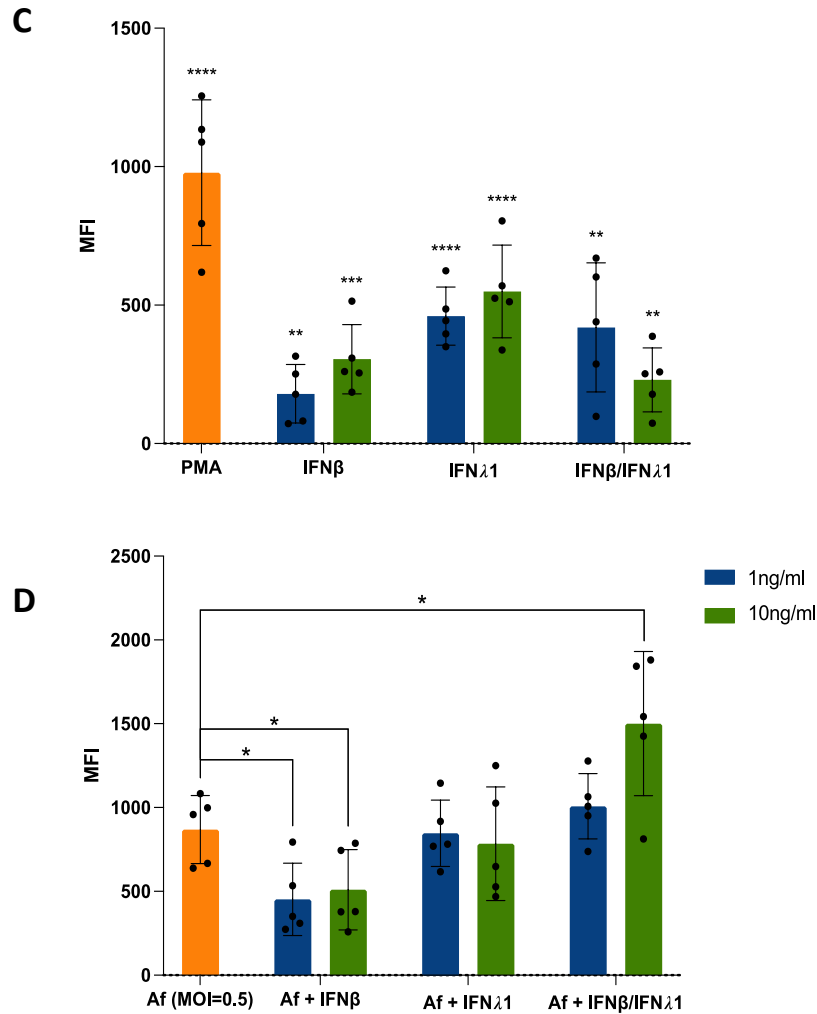 C
1500
1000
500
0
MFI
****
**
***
****
****
**
**
PMA
IFNβ
IFNλ1
IFNβ/IFNλ1
D
2500
2000
1500
1000
500
0
MFI
*
*
*
Af (MOI=0.5)
Af + IFNβ
Af + IFNλ1
Af + IFNβ/IFNλ1
1ng/ml
10ng/ml